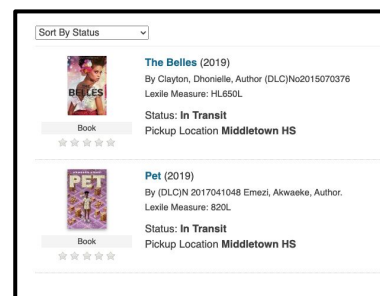 Sort By Status
The Belles (2019)
By Clayton, Dhonielle, Author (DLC)No2015070376
Lexile Measure: HL650L
Status: In Transit
Pickup Location Middletown HS
BELLES
Book
Pet (2019)
By (DLC)N 2017041048 Emezi, Akwaeke, Author.
Lexile Measure: 820L
Status: In Transit
Pickup Location Middletown HS
PET
Book